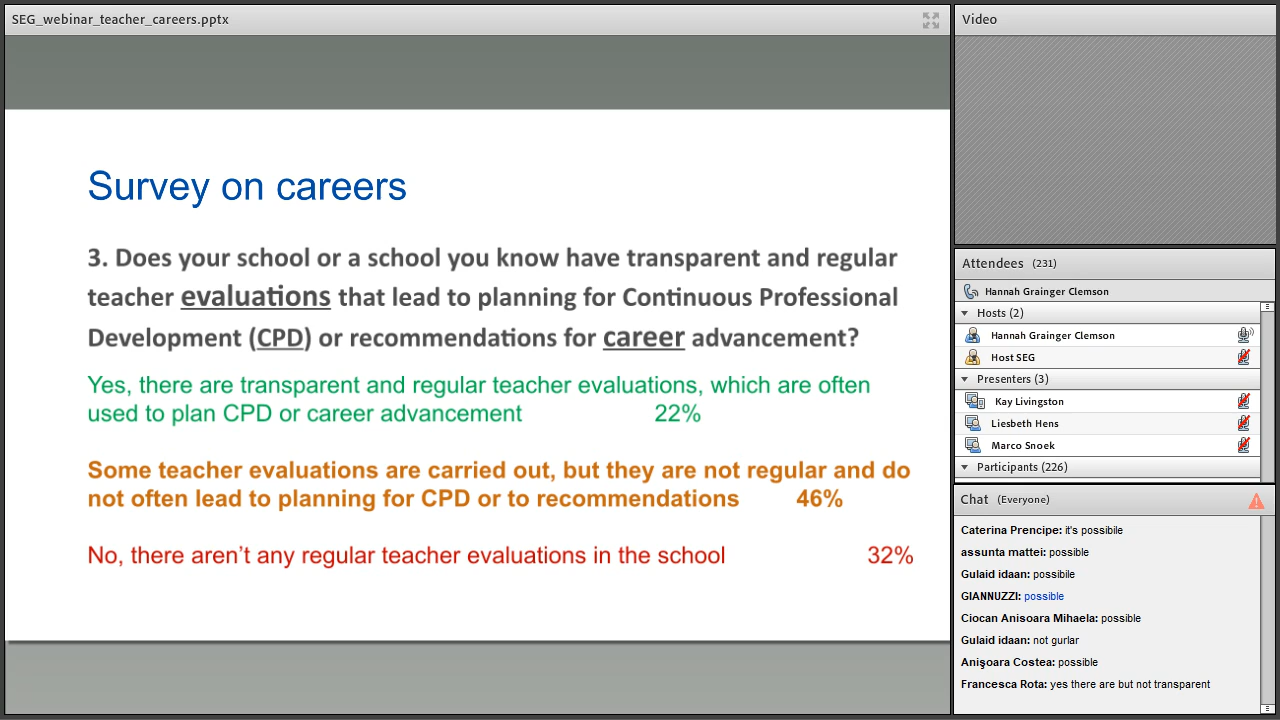 SEG_webinar_teacher_careers.pptx
Survey on careers
3. Does your school or a school you know have transparent and regular
teacher evaluations that lead to planning for Continuous Professional
Development (CPD) or recommendations for career advancement?
Yes, there are transparent and regular teacher evaluations, which are often
used to plan CPD or career advancement 22%
Some teacher evaluations are carried out, but they are not regular and do
not often lead to planning for CPD or to recommendations 46%
No, there aren't any regular teacher evaluations in the school 32%
Video
Attendees (231)
Hannah Grainger Clemson
Hosts (2)
Hannah Grainger Clemson
Host SEG
Presenters (3)
Kay Livingston
Liesbeth Hens
Marco Snoek
Participants (226)
Chat (Everyone)
Caterina Prencipe: it's possibile
assunta mattei: possible
Gulaid idaan: possibile
GIANNUZZI: possible
Ciocan Anisoara Mihaela: possible
Gulaid idaan: not gurlar
Anişoara Costea: possible
Francesca Rota: yes there are but not transparent